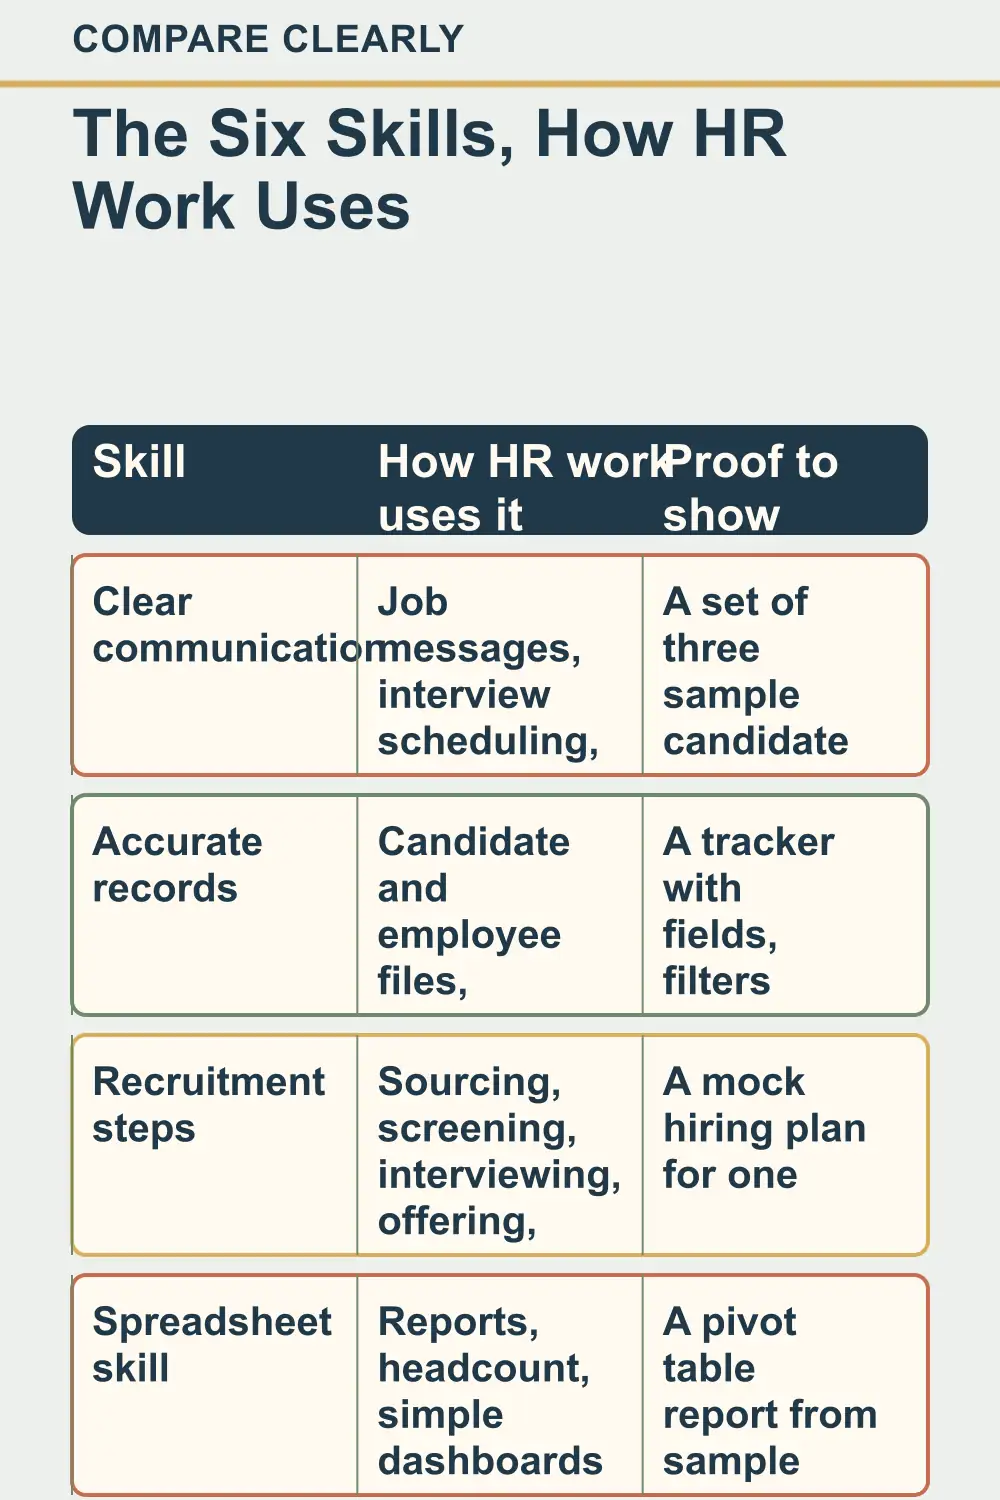 COMPARE CLEARLY
The Six Skills, How HR
Work Uses
Skill
How HR work
uses it
Proof to
show
Clear
communication
Job
messages,
interview
scheduling,
A set of
three
sample
candidate
Accurate
records
Candidate
and
employee
files,
A tracker
with
fields,
filters
Recruitment
steps
Sourcing,
screening,
interviewing,
offering,
A mock
hiring plan
for one
Spreadsheet
skill
Reports,
headcount,
simple
dashboards
A pivot
table
report from
sample